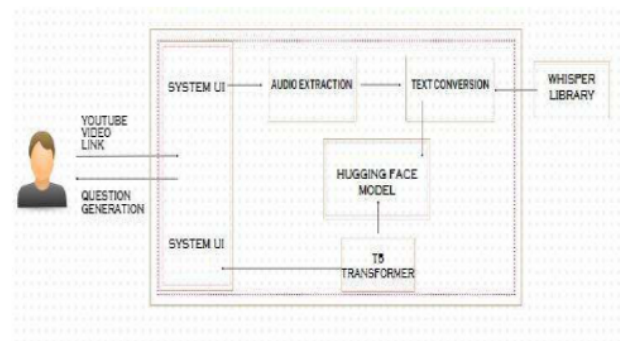 SYSTEM UI
AUDIO EXTRACTION
TEXT CONVERSION
WHISPER
LIBRARY
YOUTUBE
VIDEO
LINK
QUESTION
GENERATION
HUGGING FACE
MODEL
SYSTEM UI
T5
TRANSFORMER